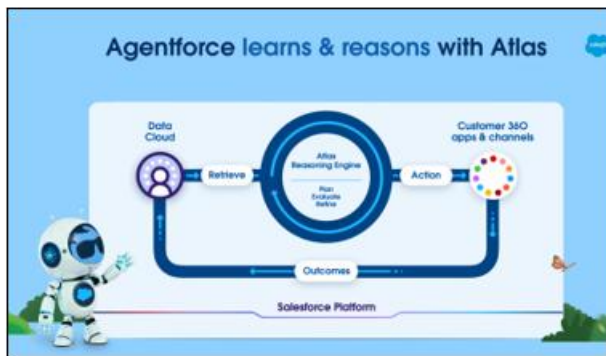 Agentforce learns & reasons with Atlas
Data
Cloud
Customer 360
apps & channels
Retrieve
Atlas
Reasoning Engine
Plan
Evaluate
Refine
Action
Outcomes
Salesforce Platform